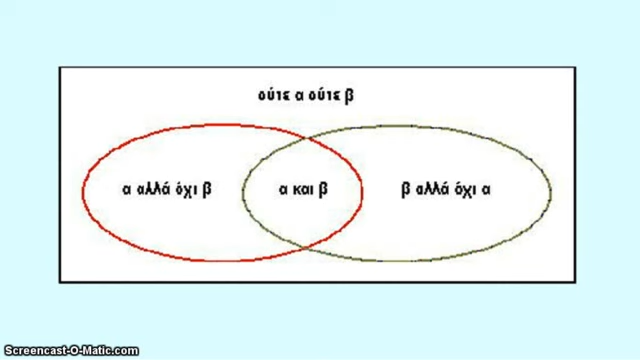 ούτε α ούτε β
α αλλά όχι β
α και β
β αλλά όχι α
Screencast-O-Matic.com